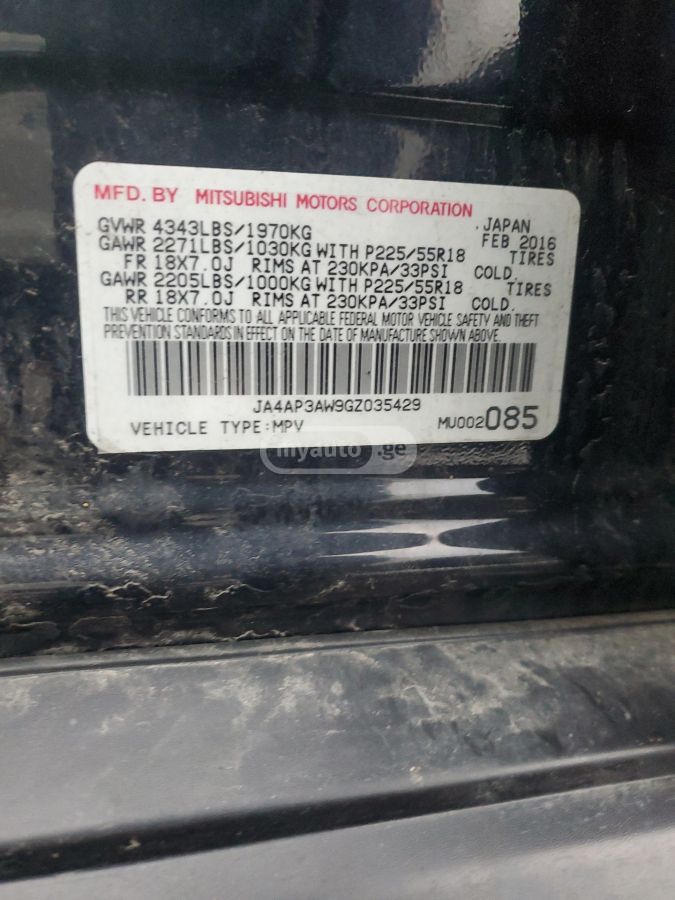 MFD. BY MITSUBISHI MOTORS CORPORATION
GVWR 4343LBS/1970KG JAPAN FEB 2016
GAWR 2271LBS/1030KG WITH P225/55R18 TIRES
FR 18X7.0J RIMS AT 230KPA/33PSI COLD.
GAWR 2205LBS/1000KG WITH P225/55R18 TIRES
RR 18X7.0J RIMS AT 230KPA/33PSI COLD.
THIS VEHICLE CONFORMS TO ALL APPLICABLE FEDERAL MOTOR VEHICLE SAFETY AND THEFT
PREVENTION STANDARDS IN EFFECT ON THE DATE OF MANUFACTURE SHOWN ABOVE.
JA4AP3AW9GZ035429
VEHICLE TYPE:MPV MU002085
myauto.ge